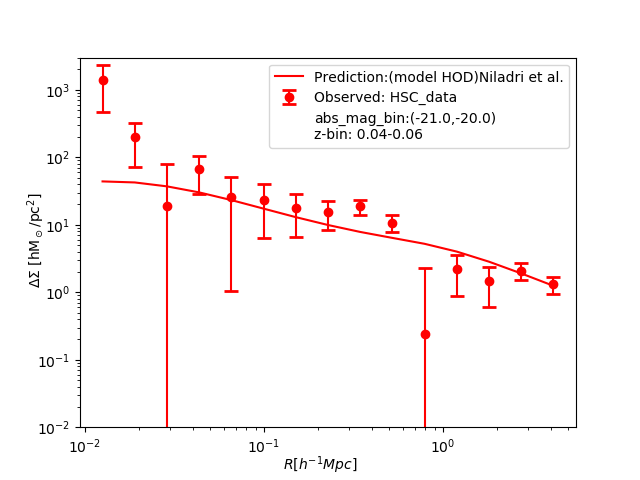 Prediction:(model HOD)Niladri et al.
Observed: HSC_data
abs_mag_bin:(-21.0,-20.0)
z-bin: 0.04-0.06
10³
10²
10¹
10⁰
10⁻¹
10⁻²
ΔΣ [hM⊙/pc²]
10⁻² 10⁻¹ 10⁰
R[h⁻¹Mpc]